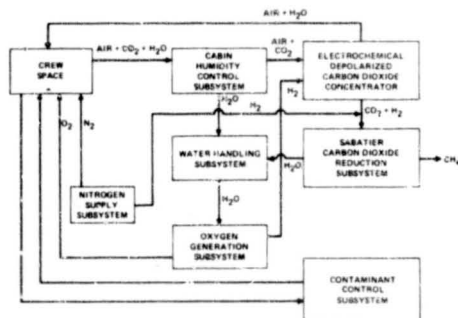 AIR + H₂O
AIR + CO₂ + H₂O
AIR +
CO₂
CREW
SPACE
CABIN
HUMIDITY
CONTROL
SUBSYSTEM
ELECTROCHEMICAL
DEPOLARIZED
CARBON DIOXIDE
CONCENTRATOR
O₂
N₂
H₂O
H₂
H₂
CO₂ + H₂
WATER HANDLING
SUBSYSTEM
H₂O
SABATIER
CARBON DIOXIDE
REDUCTION
SUBSYSTEM
NITROGEN
SUPPLY
SUBSYSTEM
H₂O
OXYGEN
GENERATION
SUBSYSTEM
CONTAMINANT
CONTROL
SUBSYSTEM